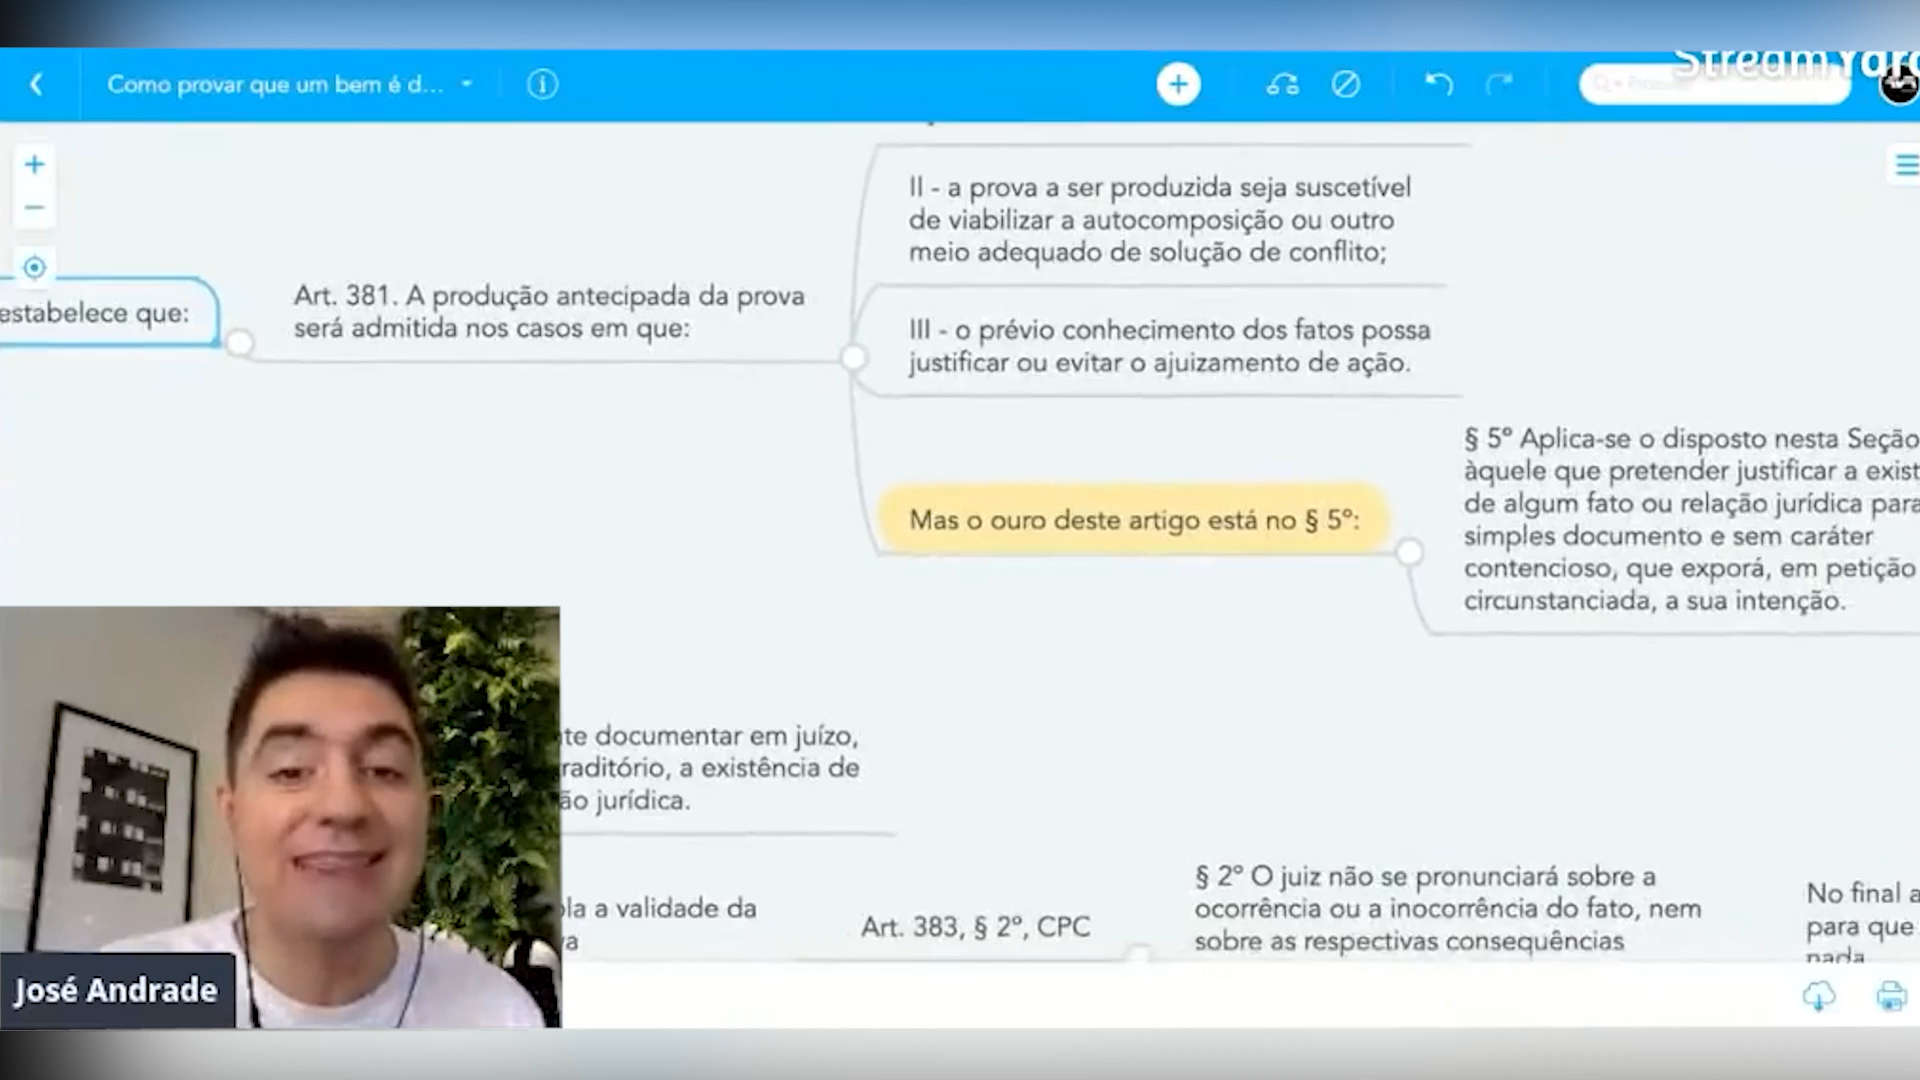 StreamYard
Como provar que um bem é d...
II - a prova a ser produzida seja suscetível
de viabilizar a autocomposição ou outro
meio adequado de solução de conflito;
estabelece que:
Art. 381. A produção antecipada da prova
será admitida nos casos em que:
III - o prévio conhecimento dos fatos possa
justificar ou evitar o ajuizamento de ação.
Mas o ouro deste artigo está no § 5º:
§ 5º Aplica-se o disposto nesta Seção
àquele que pretender justificar a exist
de algum fato ou relação jurídica para
simples documento e sem caráter
contencioso, que exporá, em petição
circunstanciada, a sua intenção.
te documentar em juízo,
raditório, a existência de
ão jurídica.
la a validade da
va
Art. 383, § 2º, CPC
§ 2º O juiz não se pronunciará sobre a
ocorrência ou a inocorrência do fato, nem
sobre as respectivas consequências
No final a
para que
nada
José Andrade